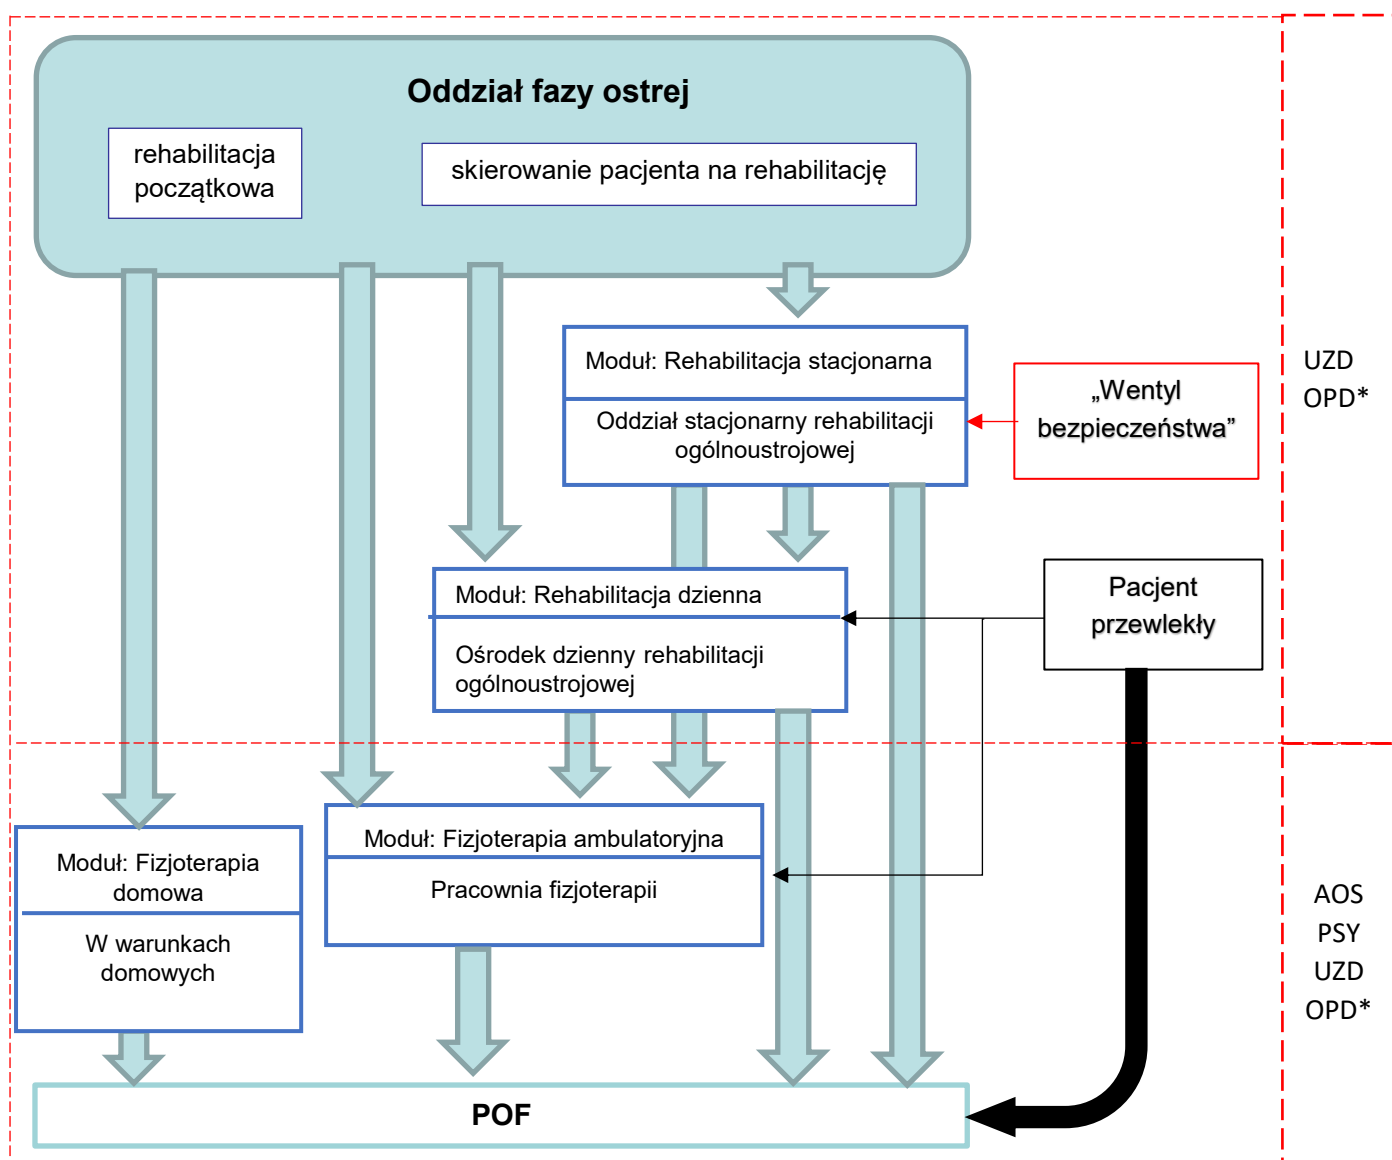 Oddział fazy ostrej
rehabilitacja
początkowa
skierowanie pacjenta na rehabilitację
Moduł: Rehabilitacja stacjonarna
Oddział stacjonarny rehabilitacji
ogólnoustrojowej
„Wentyl
bezpieczeństwa”
UZD
OPD*
Moduł: Rehabilitacja dzienna
Ośrodek dzienny rehabilitacji
ogólnoustrojowej
Pacjent
przewlekły
Moduł: Fizjoterapia
domowa
W warunkach
domowych
Moduł: Fizjoterapia ambulatoryjna
Pracownia fizjoterapii
AOS
PSY
UZD
OPD*
POF